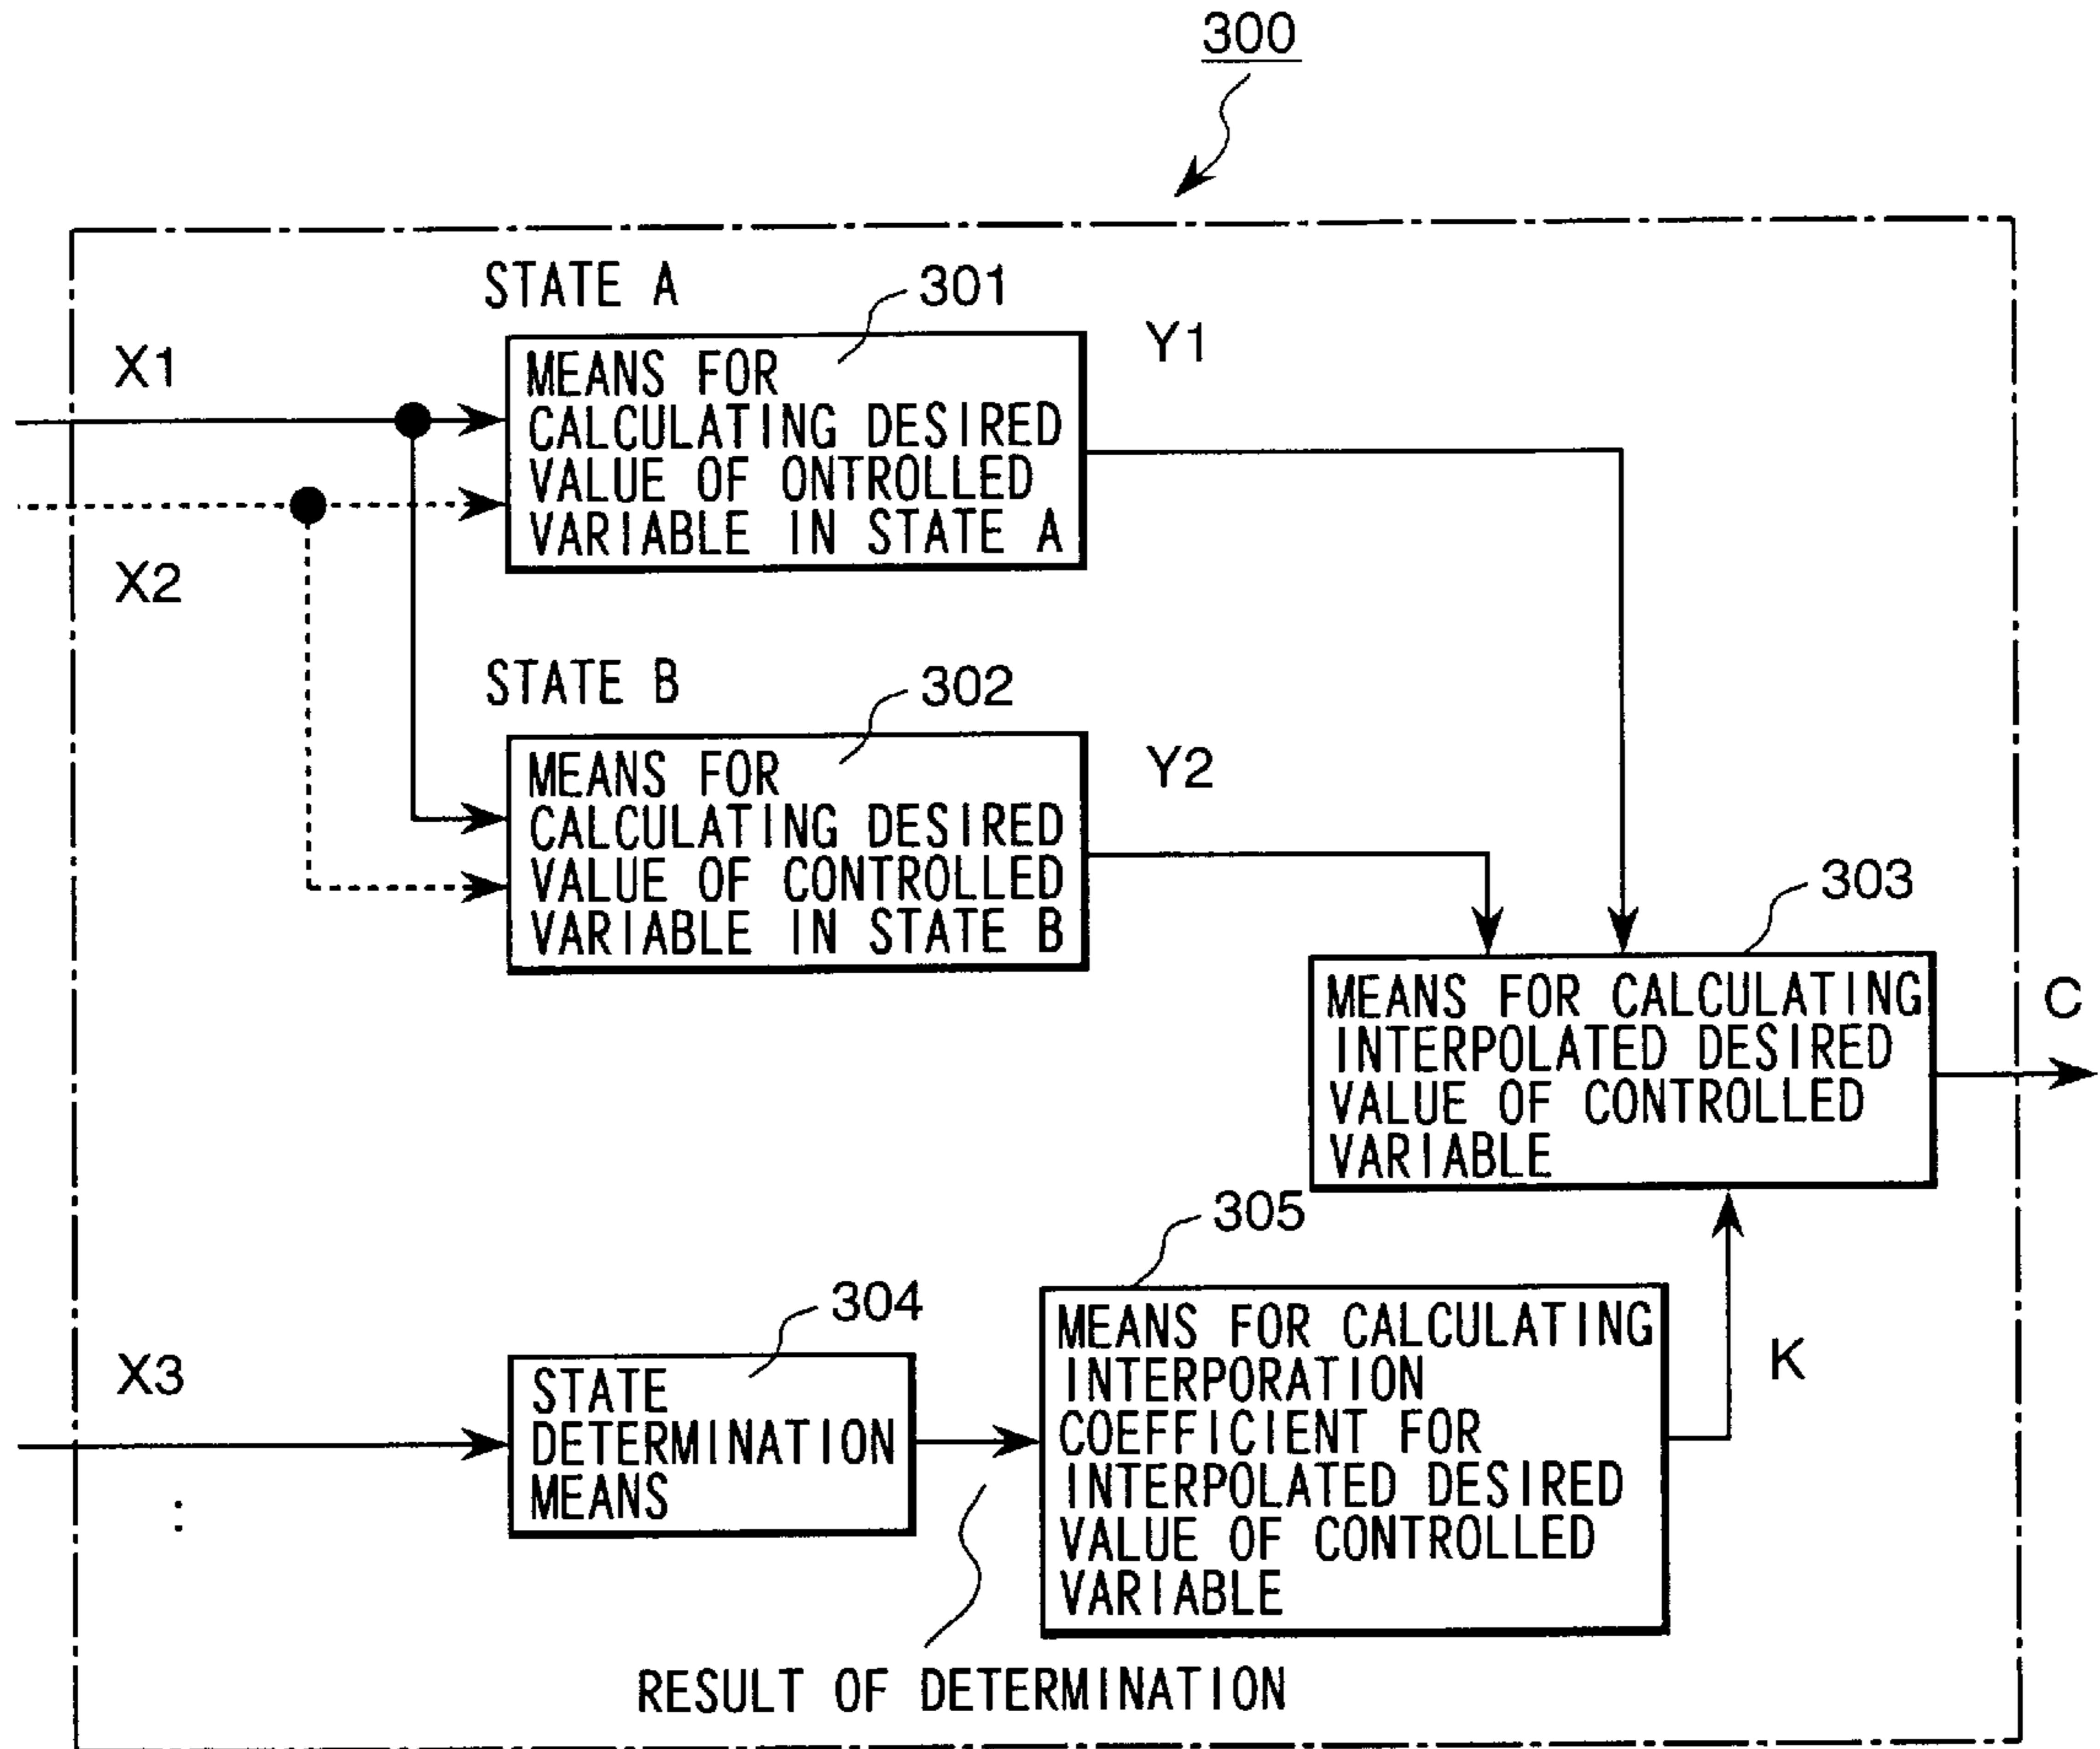 300
STATE A
301
MEANS FOR
CALCULATING DESIRED
VALUE OF ONTROLLED
VARIABLE IN STATE A
X1
Y1
X2
STATE B
302
MEANS FOR
CALCULATING DESIRED
VALUE OF CONTROLLED
VARIABLE IN STATE B
Y2
303
MEANS FOR CALCULATING
INTERPOLATED DESIRED
VALUE OF CONTROLLED
VARIABLE
C
305
MEANS FOR CALCULATING
INTERPORATION
COEFFICIENT FOR
INTERPOLATED DESIRED
VALUE OF CONTROLLED
VARIABLE
K
304
STATE
DETERMINATION
MEANS
X3
:
RESULT OF DETERMINATION